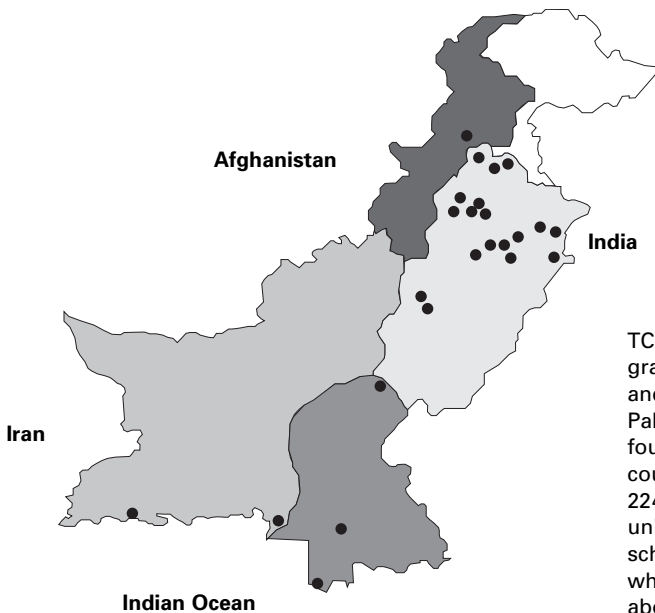 Afghanistan
India
Iran
Indian Ocean
TC
gra
and
Pal
fou
cou
224
un
sch
wh
abo